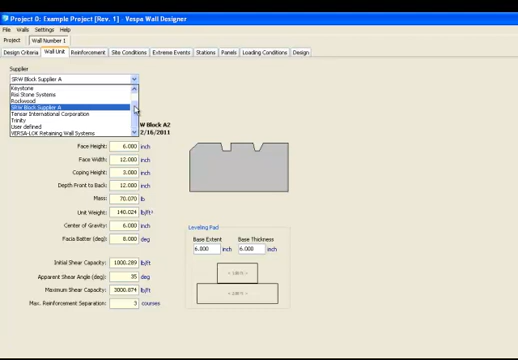 Project 0: Example Project [Rev. 1] - Vespa Wall Designer
File Walls Settings Help
Project Wall Number 1
Design Criteria Wall Unit Reinforcement Site Conditions Extreme Events Stations Panels Loading Conditions Design
Supplier
SRW Block Supplier A
Keystone
Risi Stone Systems
Rockwood
SRW Block Supplier A
Tensar International Corporation
Trinity
User defined
VERSA-LOK Retaining Wall Systems
W Block A2
2/16/2011
Face Height: 6.000 inch
Face Width: 12.000 inch
Coping Height: 3.000 inch
Depth Front to Back: 12.000 inch
Mass: 70.070 lb
Unit Weight: 140.024 lb/ft³
Center of Gravity: 6.000 inch
Facia Batter (deg): 8.000 deg
Initial Shear Capacity: 1000.289 lb/ft
Apparent Shear Angle (deg): 35 deg
Maximum Shear Capacity: 3000.874 lb/ft
Max. Reinforcement Separation: 3 courses
Leveling Pad
Base Extent Base Thickness
6.000 inch 6.000 inch